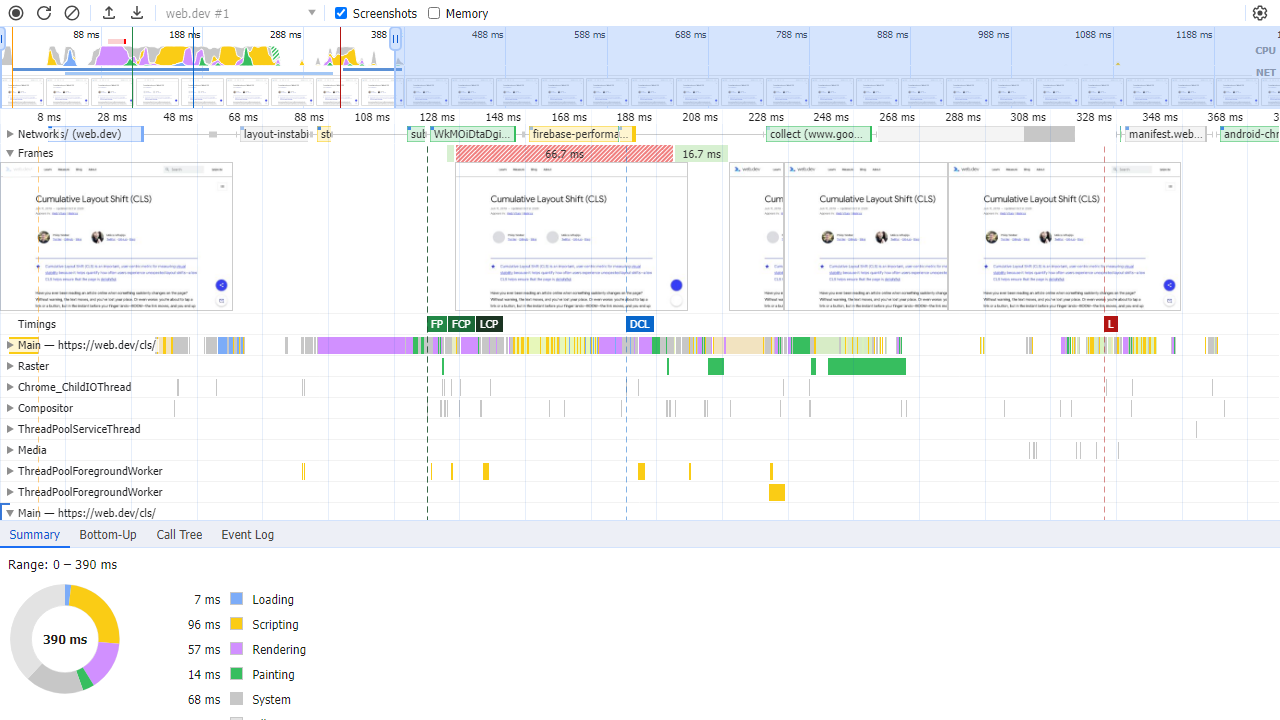 web.dev #1 Screenshots Memory
88 ms 188 ms 288 ms 388 488 ms 588 ms 688 ms 788 ms 888 ms 988 ms 1088 ms 1188 ms
CPU
NET
8 ms 28 ms 48 ms 68 ms 88 ms 108 ms 128 ms 148 ms 168 ms 188 ms 208 ms 228 ms 248 ms 268 ms 288 ms 308 ms 328 ms 348 ms 368 ms
Network s/ (web.dev) layout-instabi st sul WkMOiDtaDgi… firebase-performa… collect (www.goo… manifest.web… android-chr
Frames 66.7 ms 16.7 ms
Cumulative Layout Shift (CLS) Cumulative Layout Shift (CLS) Cumu Cumulative Layout Shift (CLS) Cumulative Layout Shift (CLS)
Timings FP FCP LCP DCL L
Main — https://web.dev/cls/
Raster
Chrome_ChildIOThread
Compositor
ThreadPoolServiceThread
Media
ThreadPoolForegroundWorker
ThreadPoolForegroundWorker
Main — https://web.dev/cls/
Summary Bottom-Up Call Tree Event Log
Range: 0 – 390 ms
390 ms
7 ms Loading
96 ms Scripting
57 ms Rendering
14 ms Painting
68 ms System